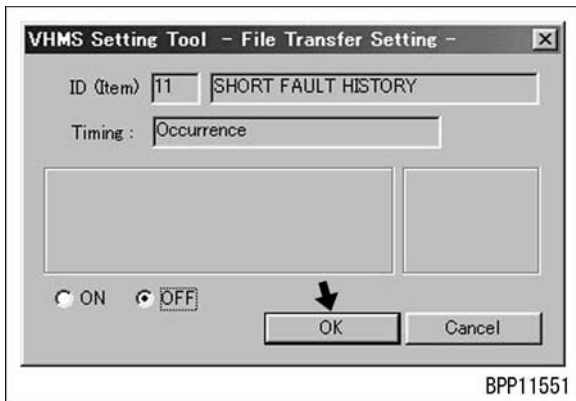 VHMS Setting Tool - File Transfer Setting -
ID (Item) 11 SHORT FAULT HISTORY
Timing : Occurrence
ON OFF
OK Cancel
BPP11551